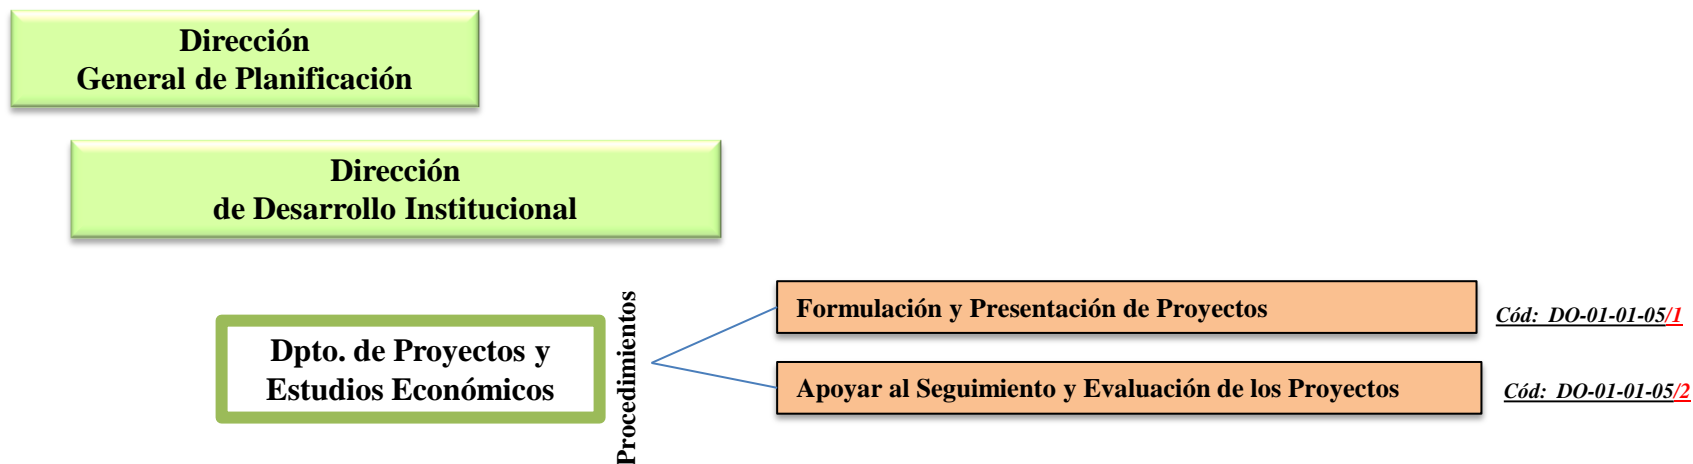 Dirección
General de Planificación
Dirección
de Desarrollo Institucional
Dpto. de Proyectos y
Estudios Económicos
Procedimientos
Formulación y Presentación de Proyectos
Cód: DO-01-01-05/1
Apoyar al Seguimiento y Evaluación de los Proyectos
Cód: DO-01-01-05/2